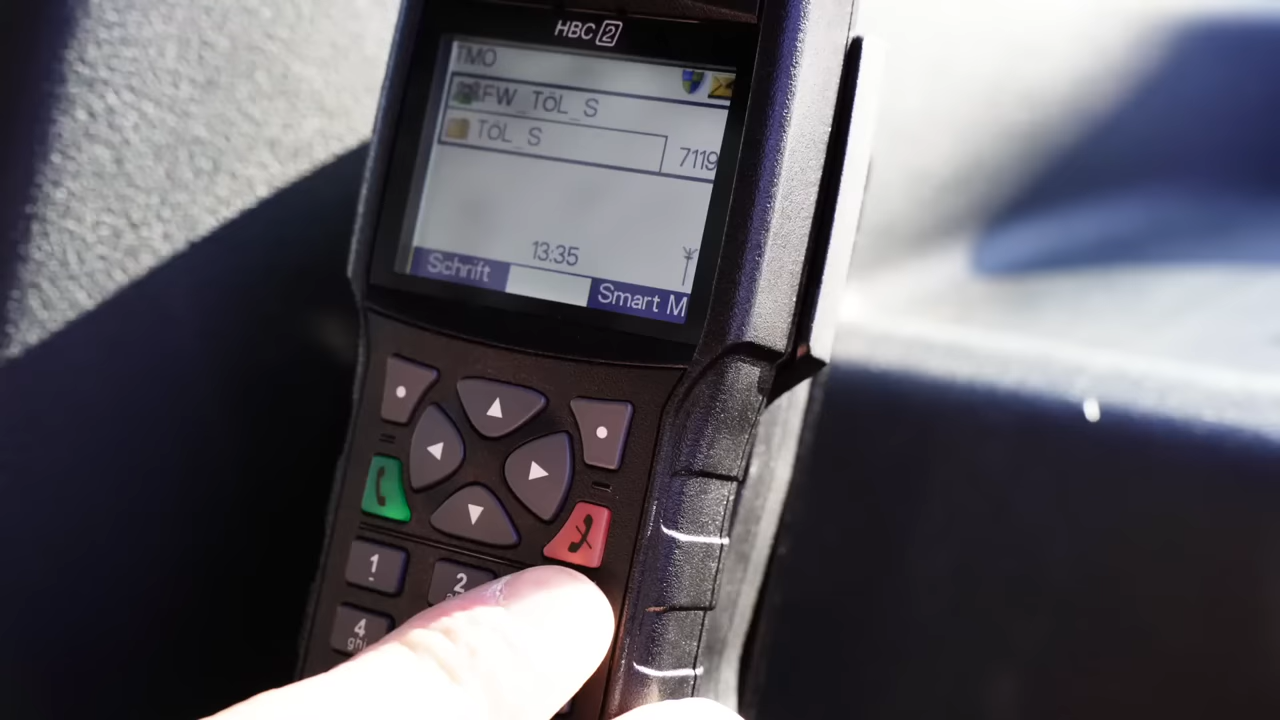 HBC 2
TMO
FW_TöL_S
TöL_S
7119
13:35
Schrift
Smart M
1
2
4
ghi